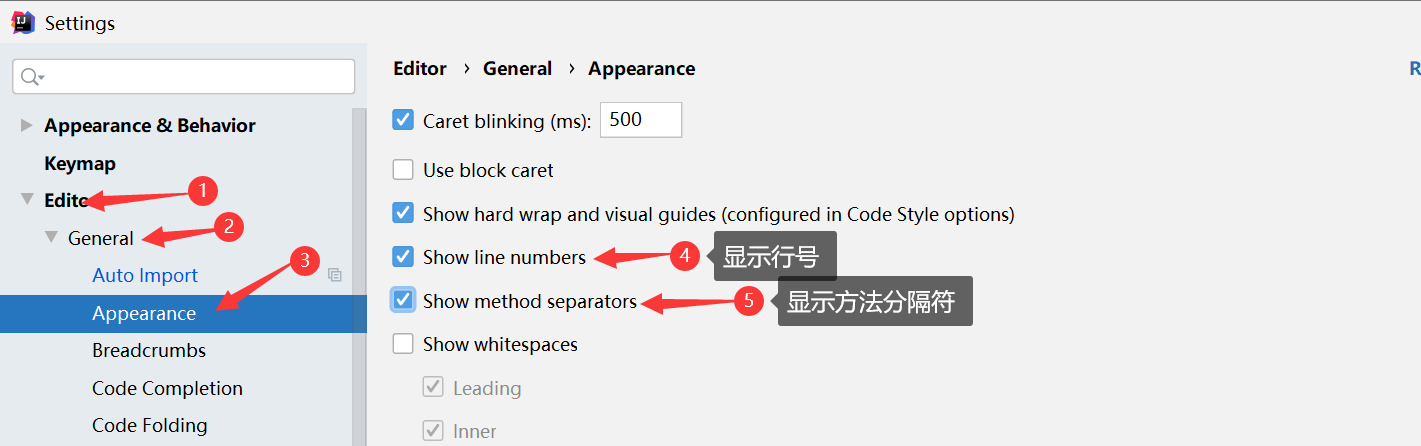 Settings
Appearance & Behavior
Keymap
Edito
1
General
2
Auto Import
3
Appearance
Breadcrumbs
Code Completion
Code Folding
Editor › General › Appearance
R
Caret blinking (ms): 500
Use block caret
Show hard wrap and visual guides (configured in Code Style options)
Show line numbers 4 显示行号
Show method separators 5 显示方法分隔符
Show whitespaces
Leading
Inner